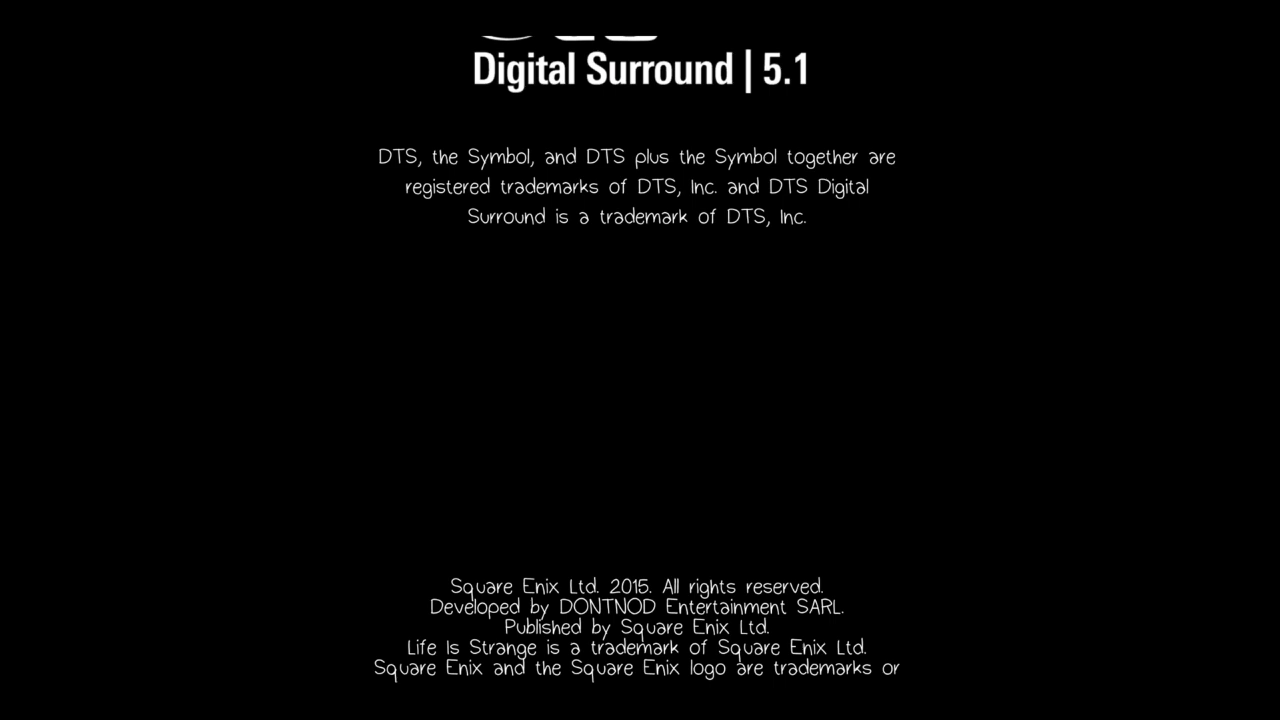 Digital Surround | 5.1
DTS, the Symbol, and DTS plus the Symbol together are
registered trademarks of DTS, Inc. and DTS Digital
Surround is a trademark of DTS, Inc.
Square Enix Ltd. 2015. All rights reserved.
Developed by DONTNOD Entertainment SARL.
Published by Square Enix Ltd.
Life Is Strange is a trademark of Square Enix Ltd.
Square Enix and the Square Enix logo are trademarks or